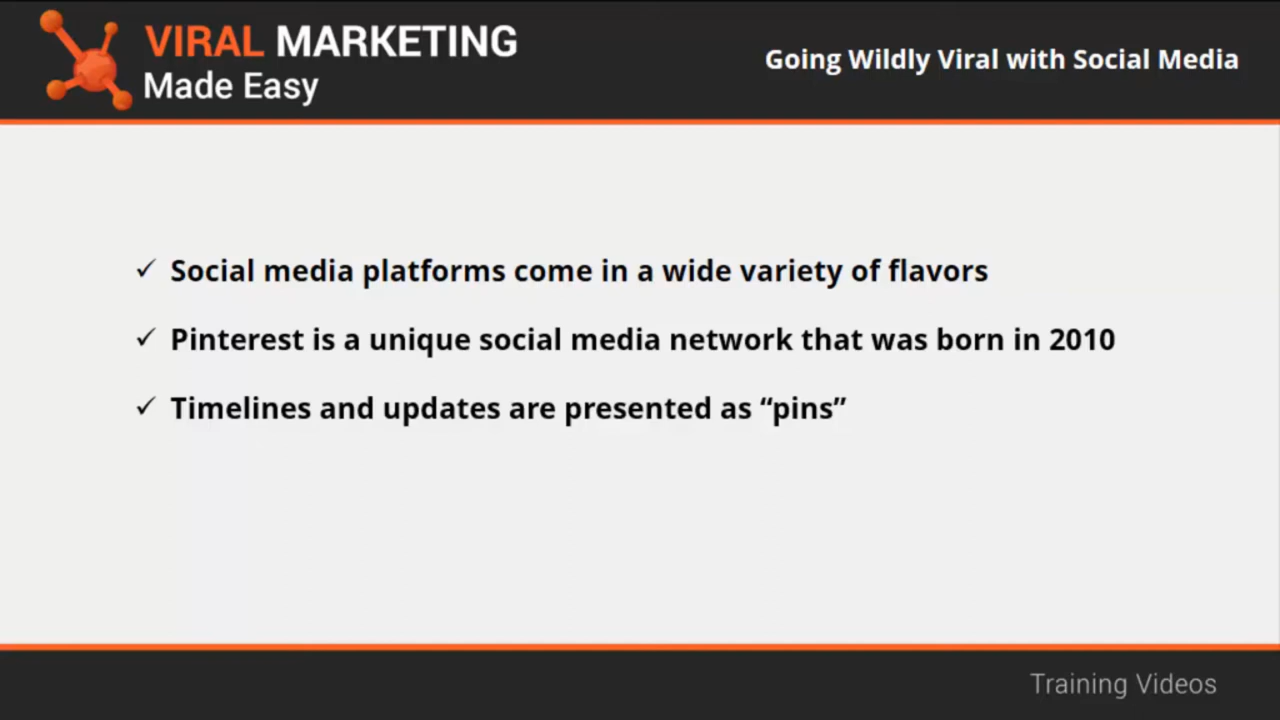 VIRAL MARKETING
Made Easy
Going Wildly Viral with Social Media
✓ Social media platforms come in a wide variety of flavors
✓ Pinterest is a unique social media network that was born in 2010
✓ Timelines and updates are presented as “pins”
Training Videos